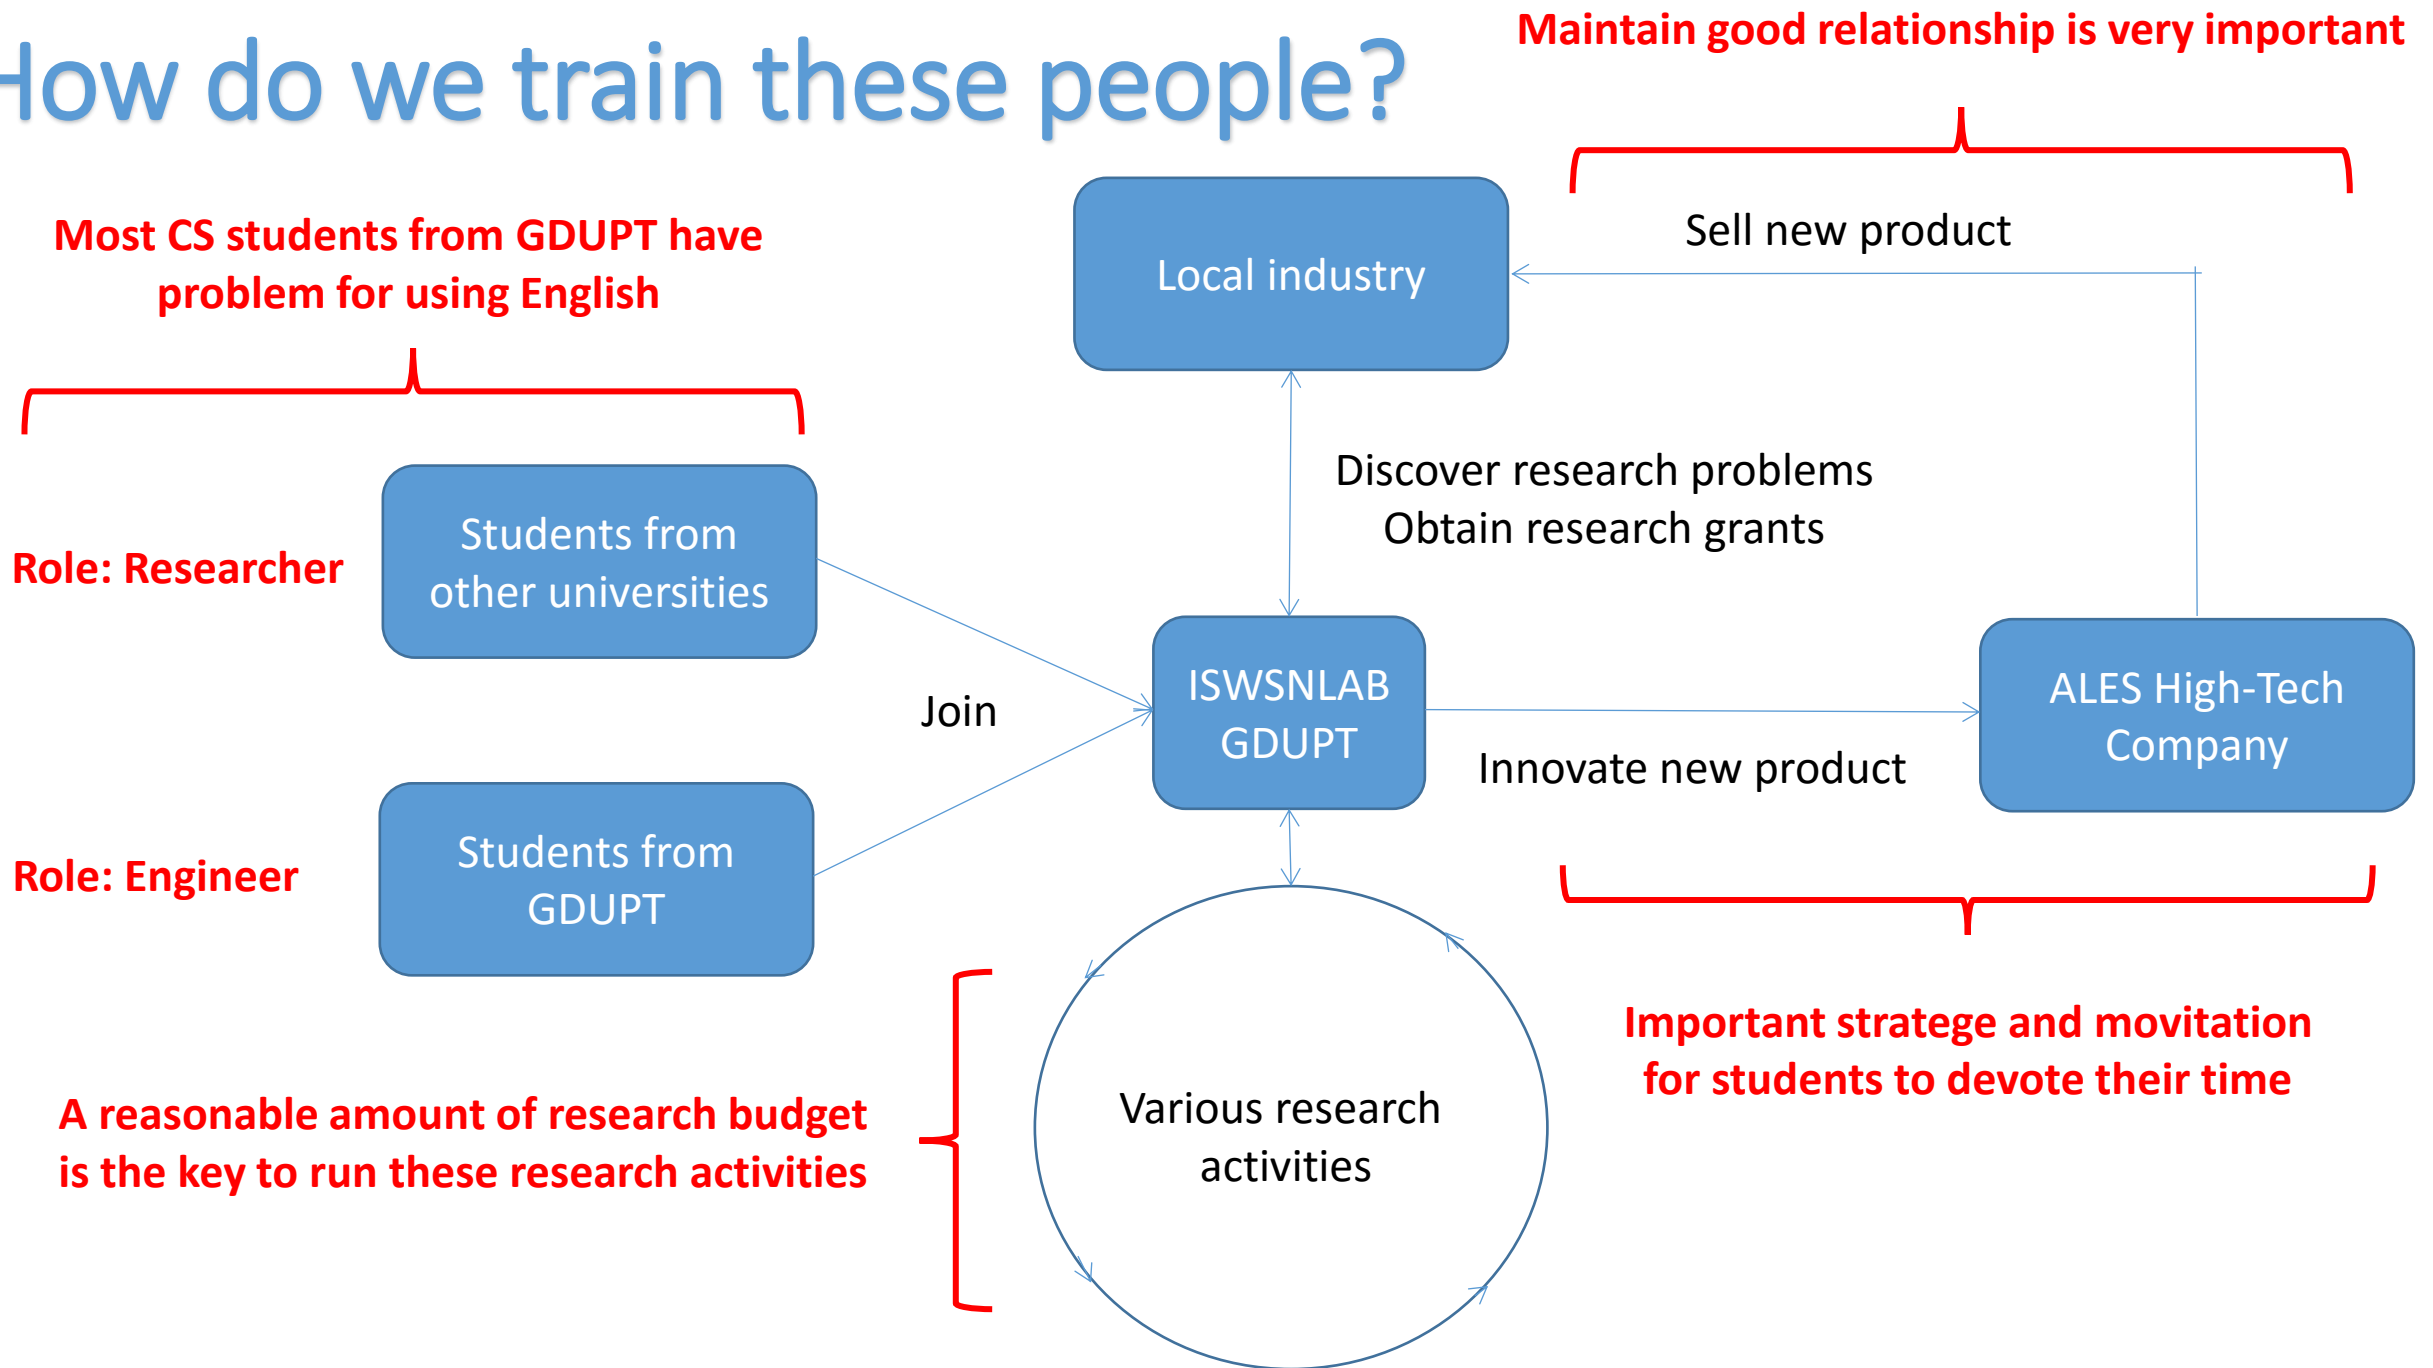 How do we train these people?
Maintain good relationship is very important
Most CS students from GDUPT have
problem for using English
Local industry
Sell new product
Discover research problems
Obtain research grants
Role: Researcher
Students from
other universities
Join
ISWSNLAB
GDUPT
Innovate new product
ALES High-Tech
Company
Role: Engineer
Students from
GDUPT
A reasonable amount of research budget
is the key to run these research activities
Various research
activities
Important stratege and movitation
for students to devote their time